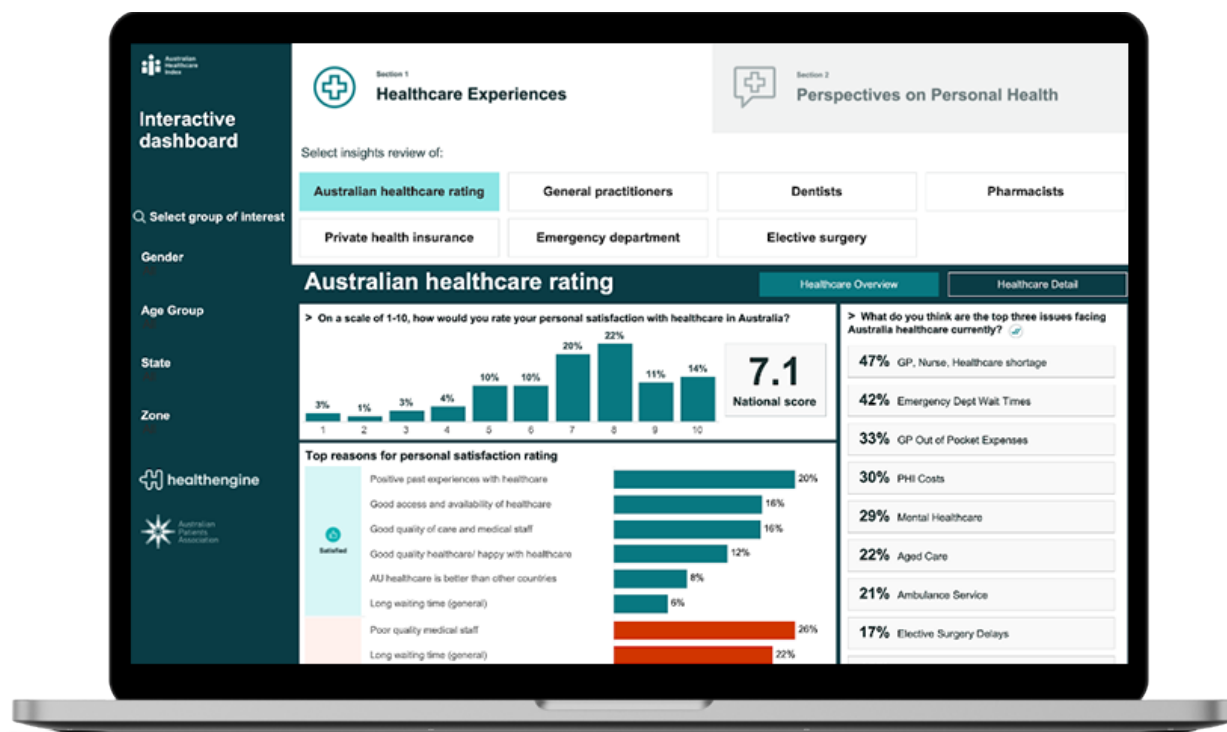 Australian
Healthcare
Index
Interactive
dashboard
Select group of interest
Gender
Age Group
State
Zone
healthengine
Australian
Patients
Association
Section 1
Healthcare Experiences
Section 2
Perspectives on Personal Health
Select insights review of:
Australian healthcare rating
General practitioners
Dentists
Pharmacists
Private health insurance
Emergency department
Elective surgery
Australian healthcare rating
Healthcare Overview
Healthcare Detail
> On a scale of 1-10, how would you rate your personal satisfaction with healthcare in Australia?
3% 1% 3% 4% 10% 10% 20% 22% 11% 14%
1 2 3 4 5 6 7 8 9 10
7.1
National score
Top reasons for personal satisfaction rating
Satisfied
Positive past experiences with healthcare 20%
Good access and availability of healthcare 16%
Good quality of care and medical staff 16%
Good quality healthcare/ happy with healthcare 12%
AU healthcare is better than other countries 8%
Long waiting time (general) 6%
Poor quality medical staff 26%
Long waiting time (general) 22%
> What do you think are the top three issues facing
Australia healthcare currently?
47% GP, Nurse, Healthcare shortage
42% Emergency Dept Wait Times
33% GP Out of Pocket Expenses
30% PHI Costs
29% Mental Healthcare
22% Aged Care
21% Ambulance Service
17% Elective Surgery Delays